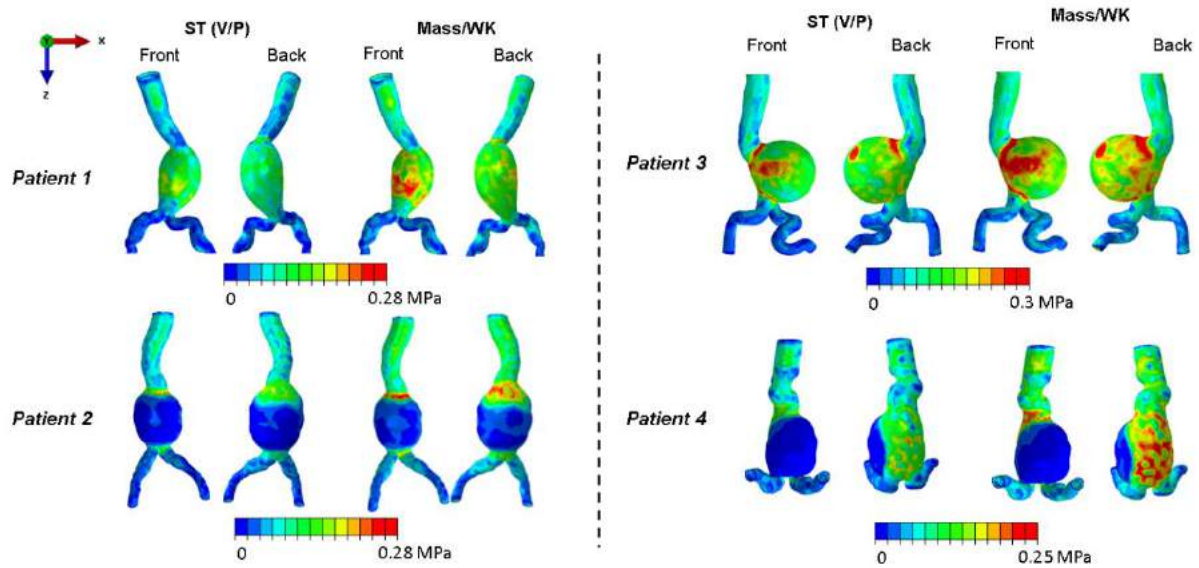 ST (V/P) Mass/WK
Front Back Front Back
X
Y
Z
Patient 1
0 0.28 MPa
Patient 2
0 0.28 MPa
ST (V/P) Mass/WK
Front Back Front Back
Patient 3
0 0.3 MPa
Patient 4
0 0.25 MPa